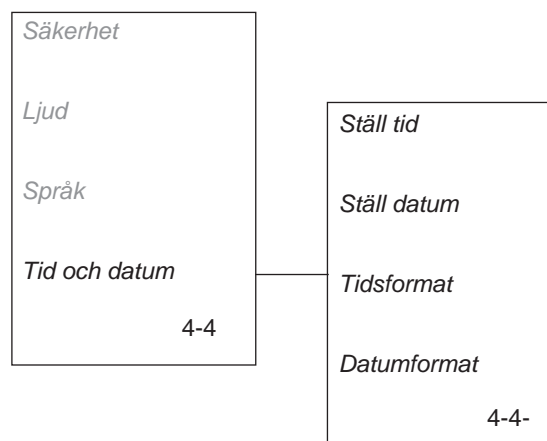 Säkerhet
Ljud
Språk
Tid och datum
4-4
Ställ tid
Ställ datum
Tidsformat
Datumformat
4-4-